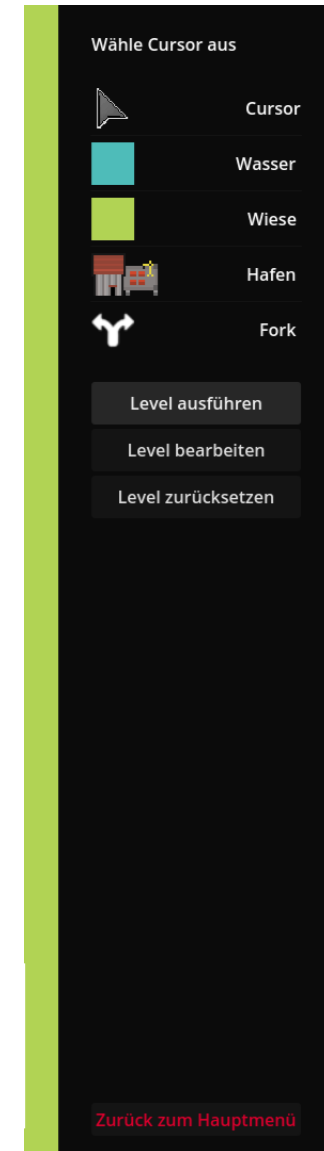 Wähle Cursor aus
Cursor
Wasser
Wiese
Hafen
Fork
Level ausführen
Level bearbeiten
Level zurücksetzen
Zurück zum Hauptmenü